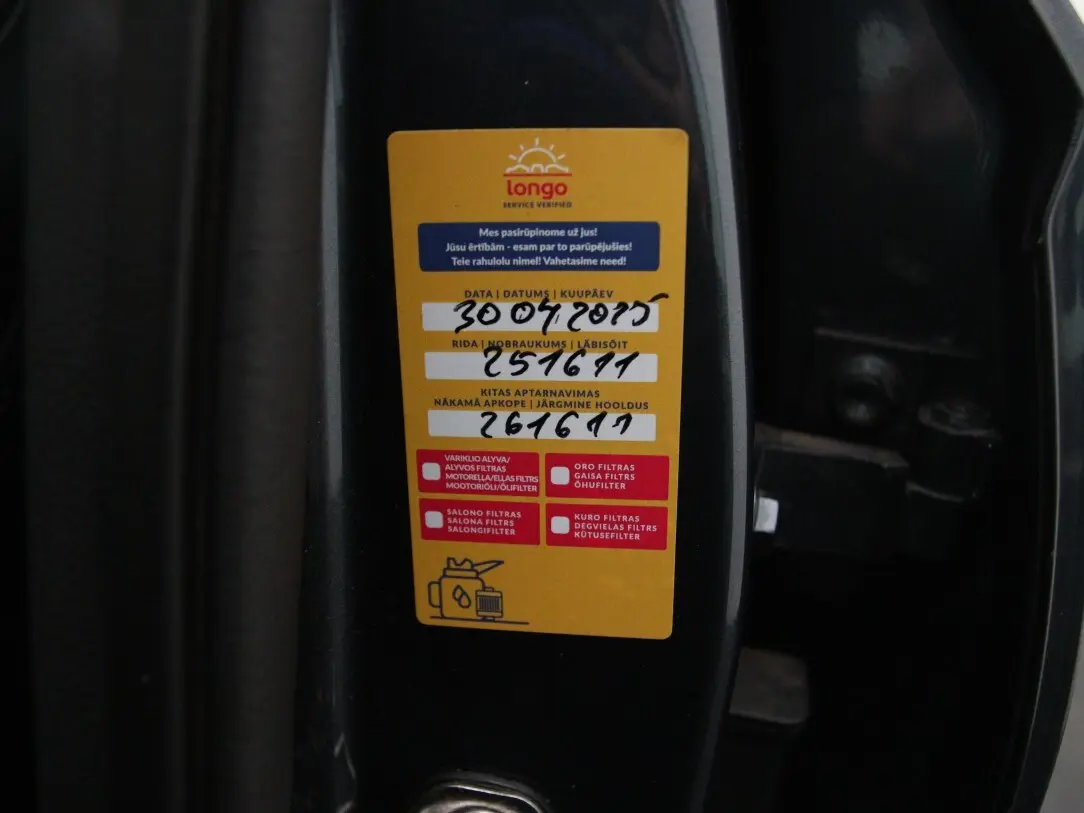 longo
SERVICE VERIFIED
Mes pasirūpinome už jus!
Jūsu ērtībām - esam par to parūpējušies!
Teie rahulolu nimel! Vahetasime need!
DATA | DATUMS | KUUPÄEV
30 04 2025
RIDA | NOBRAUKUMS | LÄBISÕIT
251611
KITAS APTARNAVIMAS
NĀKAMĀ APKOPE | JÄRGMINE HOOLDUS
261611
VARIKLIO ALYVA/
ALYVOS FILTRAS
MOTOREĻĻA/EĻĻAS FILTRS
MOOTORIÕLI/ÕLIFILTER
ORO FILTRAS
GAISA FILTRS
ÕHUFILTER
SALONO FILTRAS
SALONA FILTRS
SALONGIFILTER
KURO FILTRAS
DEGVIELAS FILTRS
KÜTUSEFILTER